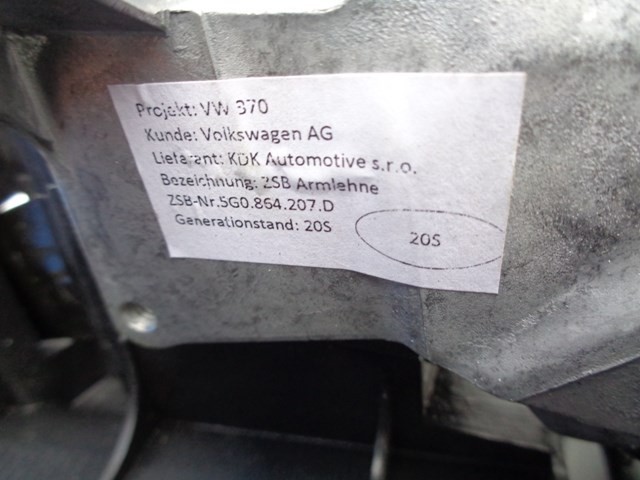 Projekt: VW 370
Kunde: Volkswagen AG
Lieferant: KDK Automotive s.r.o.
Bezeichnung: ZSB Armlehne
ZSB-Nr.5G0.864.207.D
Generationstand: 20S
20S